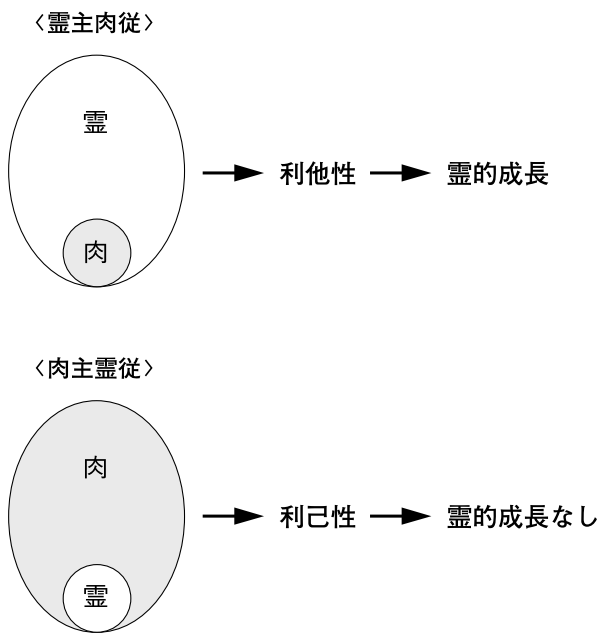 〈霊主肉従〉
霊
肉
利他性
霊的成長
〈肉主霊従〉
肉
霊
利己性
霊的成長なし